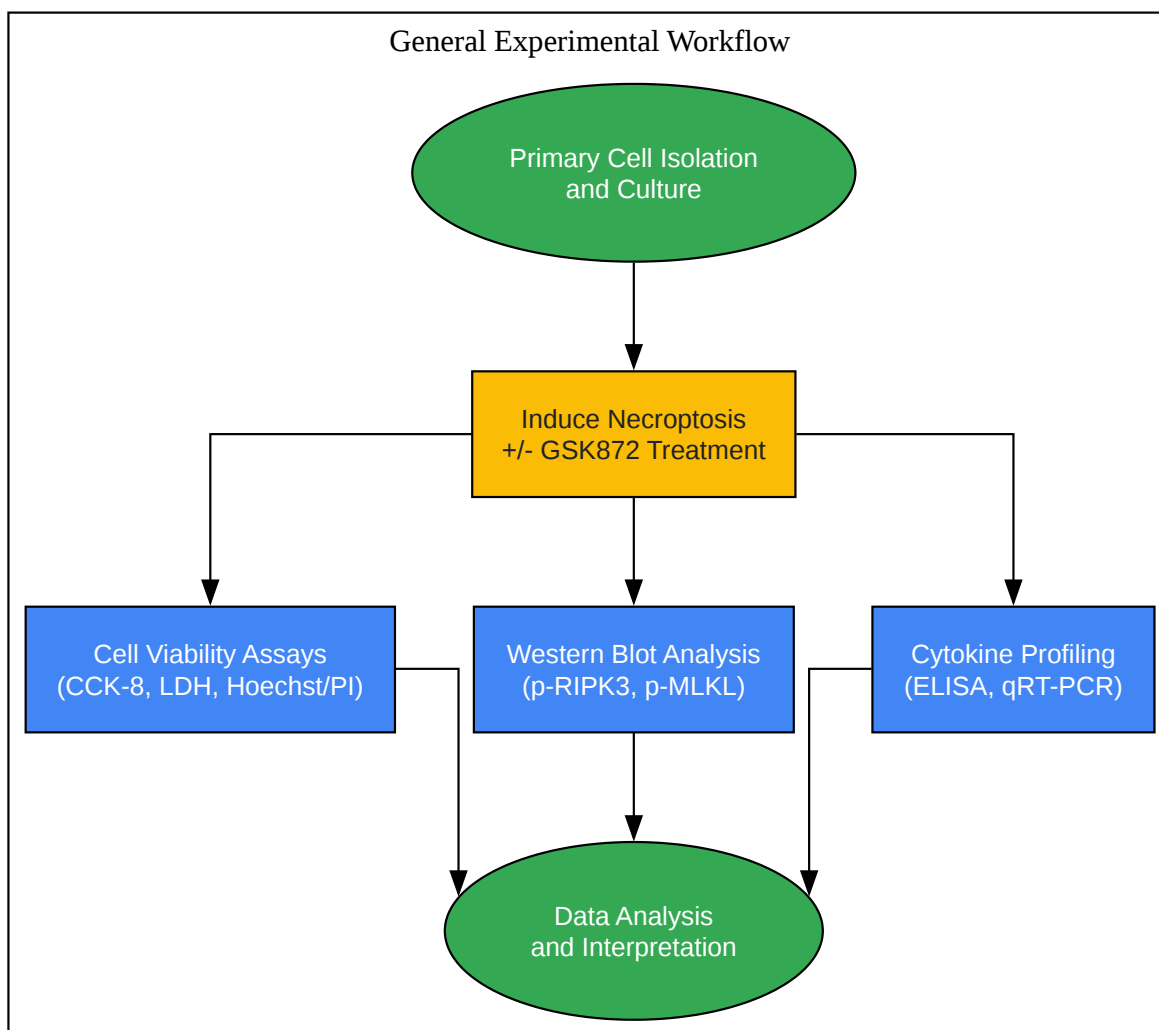 General Experimental Workflow
Primary Cell Isolation
and Culture
Induce Necroptosis
+/- GSK872 Treatment
Cell Viability Assays
(CCK-8, LDH, Hoechst/PI)
Western Blot Analysis
(p-RIPK3, p-MLKL)
Cytokine Profiling
(ELISA, qRT-PCR)
Data Analysis
and Interpretation